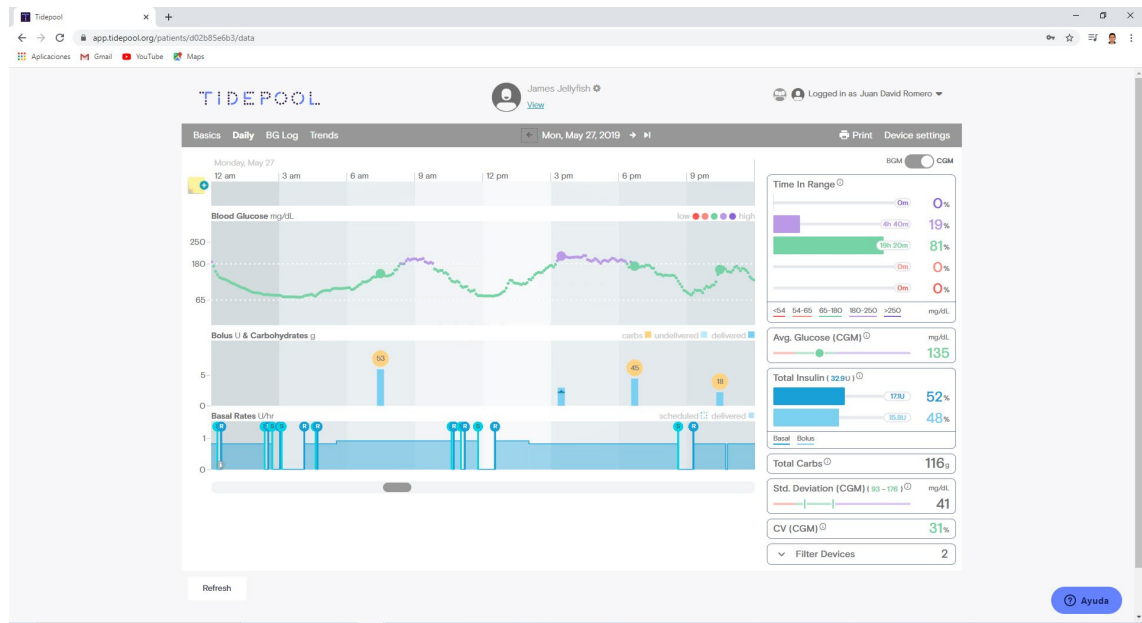 Tidepool
app.tidepool.org/patients/d02b85e6b3/data
Aplicaciones Gmail YouTube Maps
TIDEPOOL
James Jellyfish
View
Logged in as Juan David Romero
Basics Daily BG Log Trends
Mon, May 27, 2019
Print Device settings
BGM CGM
Monday, May 27
12 am 3 am 6 am 9 am 12 pm 3 pm 6 pm 9 pm
Blood Glucose mg/dL
low high
250
180
65
Bolus U & Carbohydrates g
carbs undelivered delivered
53
45
18
5
0
Basal Rates U/hr
scheduled delivered
S R S S R R R R S R S R
1
0
Time In Range
0m 0%
4h 40m 19%
19h 20m 81%
0m 0%
0m 0%
<54 54-65 65-180 180-250 >250 mg/dL
Avg. Glucose (CGM) mg/dL
135
Total Insulin ( 32.9U )
17.1U 52%
15.8U 48%
Basal Bolus
Total Carbs 116g
Std. Deviation (CGM) ( 93 - 176 ) mg/dL
41
CV (CGM) 31%
Filter Devices 2
Refresh
Ayuda